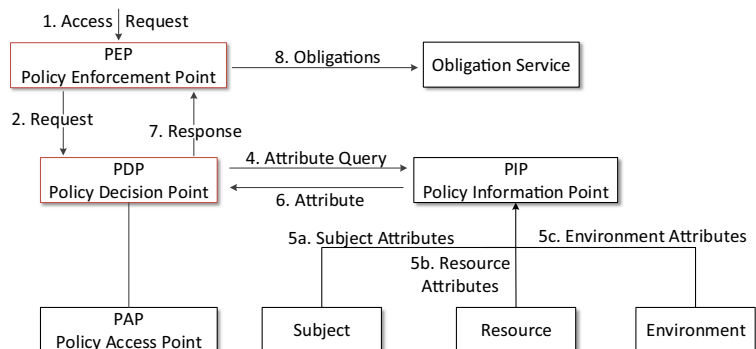 1. Access Request
PEP
Policy Enforcement Point
8. Obligations
Obligation Service
2. Request
7. Response
PDP
Policy Decision Point
4. Attribute Query
6. Attribute
PIP
Policy Information Point
5a. Subject Attributes
5c. Environment Attributes
5b. Resource
Attributes
PAP
Policy Access Point
Subject
Resource
Environment